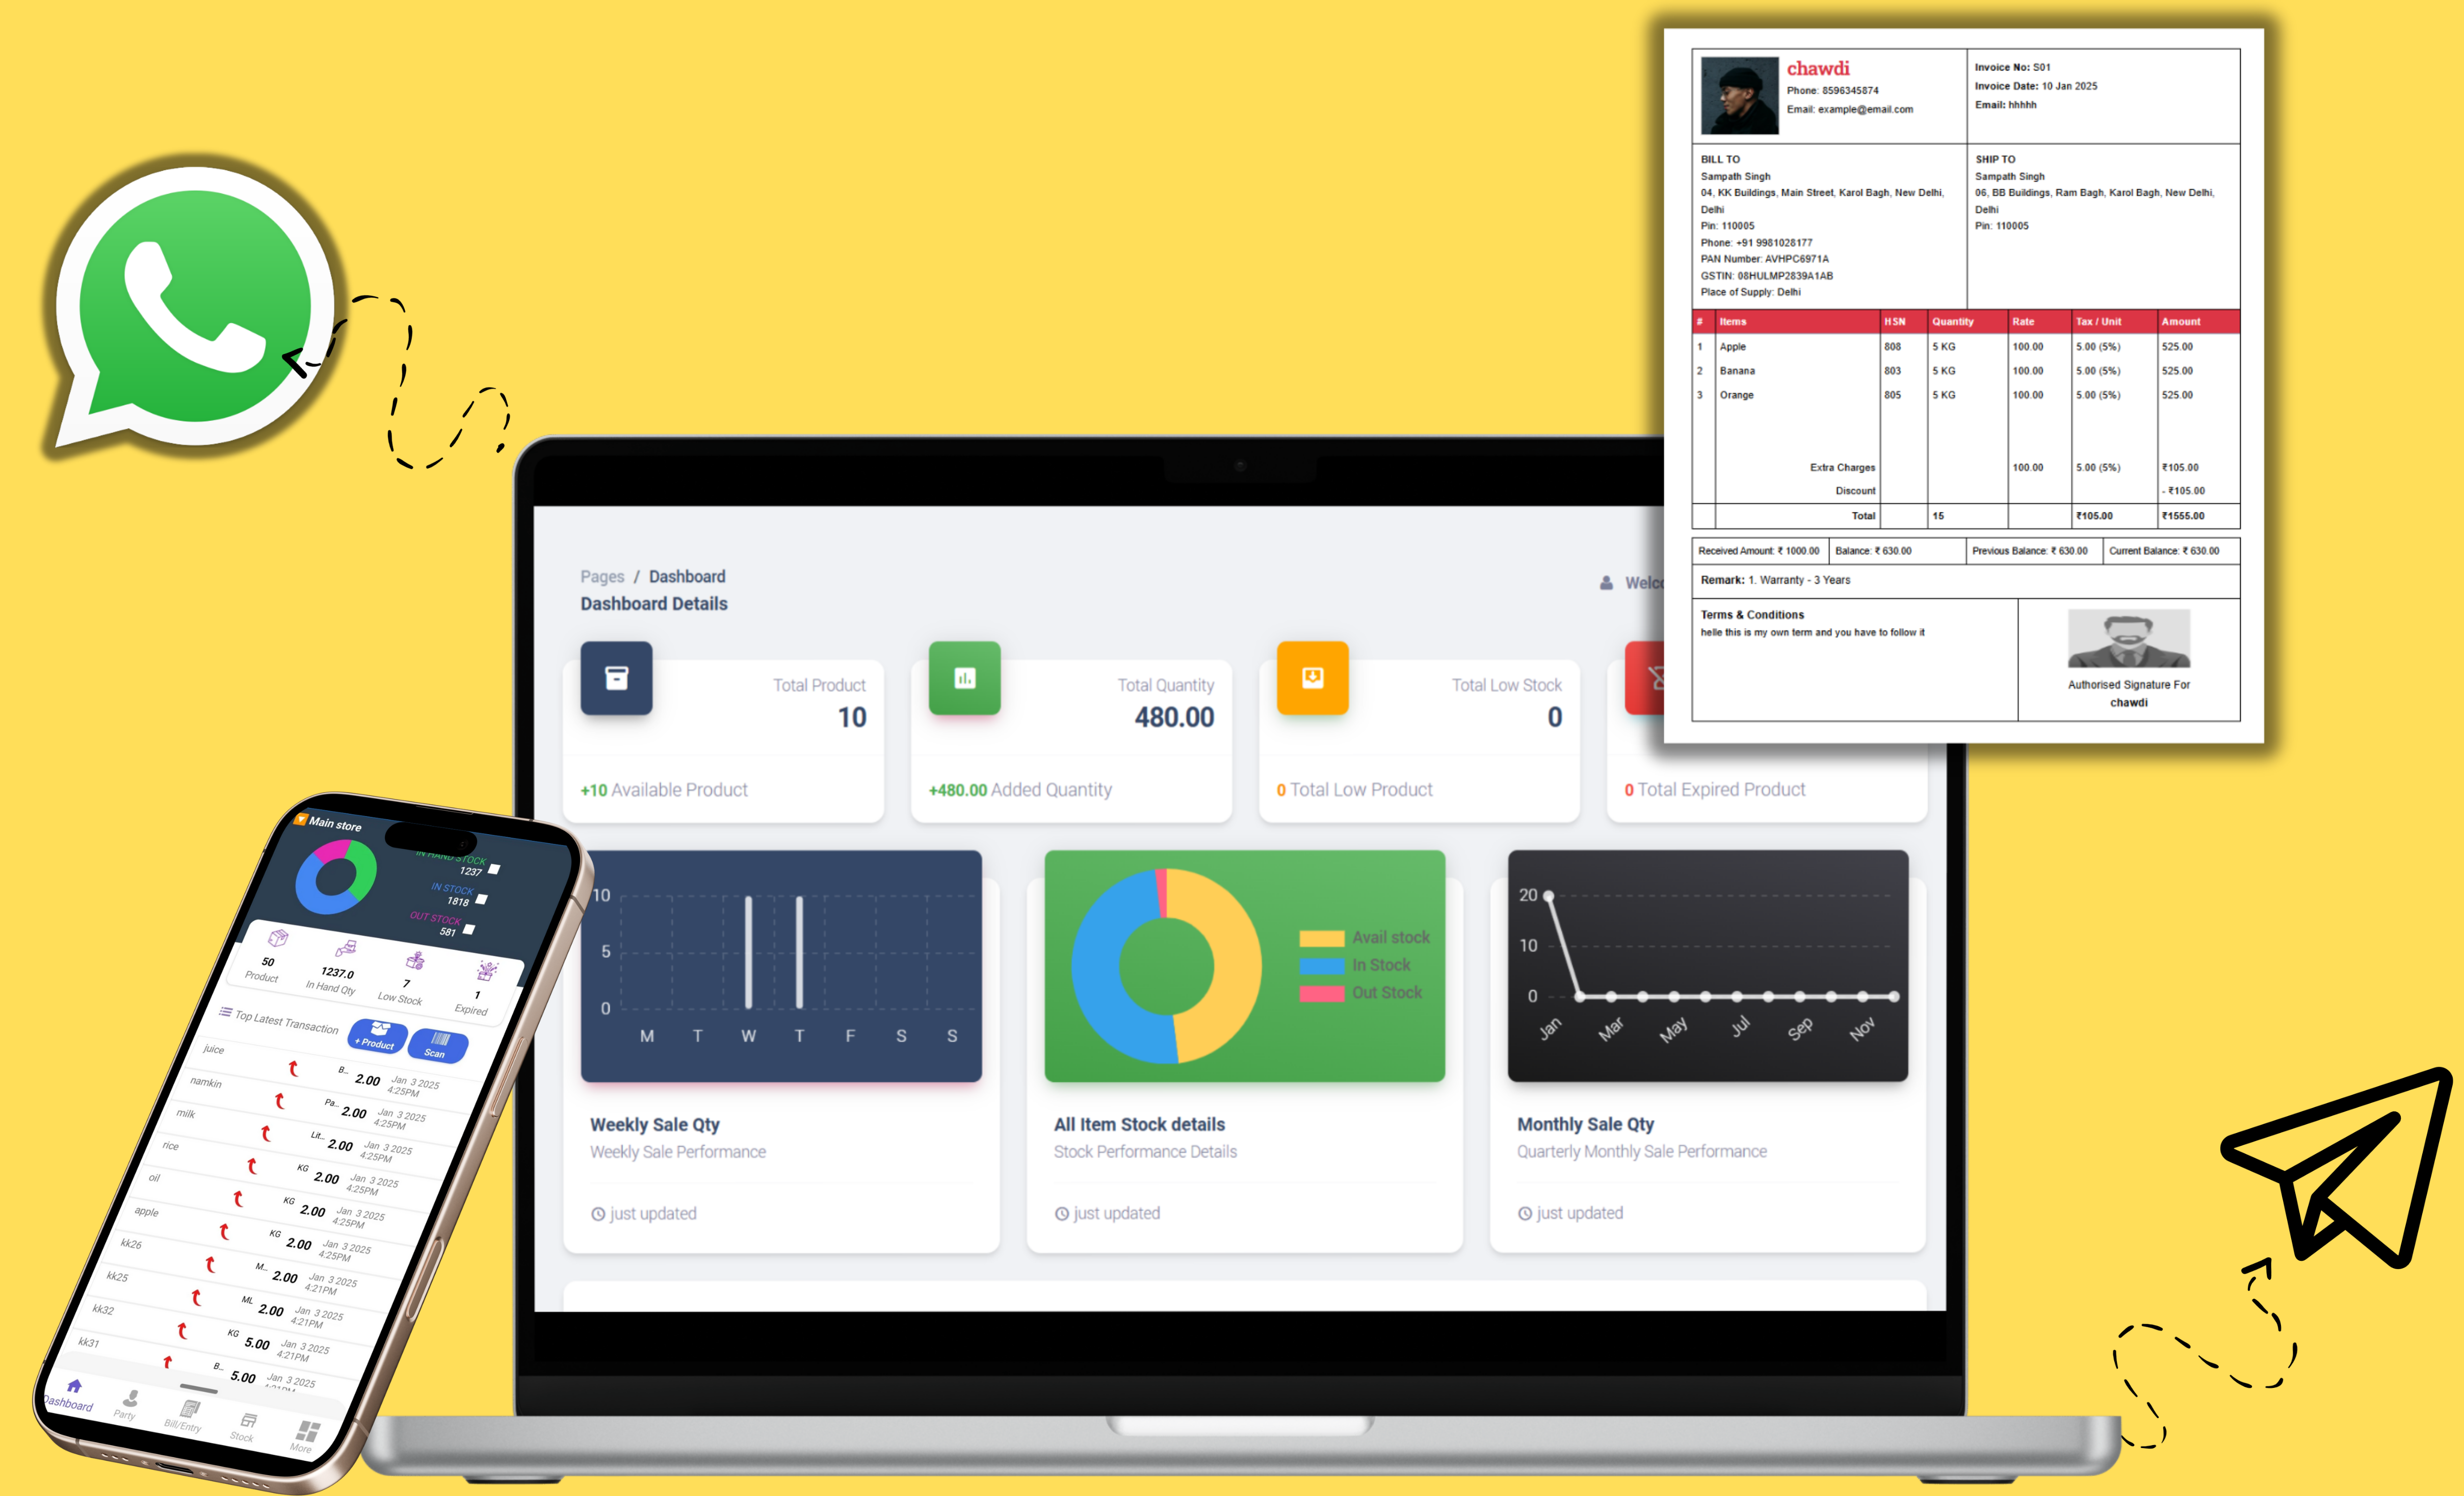 chawdi
Phone: 8596345874
Email: example@email.com
Invoice No: S01
Invoice Date: 10 Jan 2025
Email: hhhhh
BILL TO
Sampath Singh
04, KK Buildings, Main Street, Karol Bagh, New Delhi,
Delhi
Pin: 110005
Phone: +91 9981028177
PAN Number: AVHPC6971A
GSTIN: 08HULMP2839A1AB
Place of Supply: Delhi
SHIP TO
Sampath Singh
06, BB Buildings, Ram Bagh, Karol Bagh, New Delhi,
Delhi
Pin: 110005
# Items HSN Quantity Rate Tax / Unit Amount
1 Apple 808 5 KG 100.00 5.00 (5%) 525.00
2 Banana 803 5 KG 100.00 5.00 (5%) 525.00
3 Orange 805 5 KG 100.00 5.00 (5%) 525.00
Extra Charges 100.00 5.00 (5%) ₹105.00
Discount - ₹105.00
Total 15 ₹105.00 ₹1555.00
Received Amount: ₹ 1000.00 Balance: ₹ 630.00 Previous Balance: ₹ 630.00 Current Balance: ₹ 630.00
Remark: 1. Warranty - 3 Years
Terms & Conditions
helle this is my own term and you have to follow it
Authorised Signature For
chawdi
Pages / Dashboard
Dashboard Details
Total Product
10
+10 Available Product
Total Quantity
480.00
+480.00 Added Quantity
Total Low Stock
0
0 Total Low Product
0 Total Expired Product
10
5
0
M T W T F S S
Weekly Sale Qty
Weekly Sale Performance
just updated
Avail stock
In Stock
Out Stock
All Item Stock details
Stock Performance Details
just updated
20
10
0
Jan Mar May Jul Sep Nov
Monthly Sale Qty
Quarterly Monthly Sale Performance
just updated
Main store
IN HAND STOCK
1237
IN STOCK
1818
OUT STOCK
581
50 1237.0 7 1
Product In Hand Qty Low Stock Expired
Top Latest Transaction + Product Scan
juice B.. 2.00 Jan 3 2025
4:25PM
namkin Pa.. 2.00 Jan 3 2025
4:25PM
milk Lit.. 2.00 Jan 3 2025
4:25PM
rice KG 2.00 Jan 3 2025
4:25PM
oil KG 2.00 Jan 3 2025
4:25PM
apple KG 2.00 Jan 3 2025
4:25PM
kk26 M.. 2.00 Jan 3 2025
4:21PM
kk25 ML 2.00 Jan 3 2025
4:21PM
kk32 KG 5.00 Jan 3 2025
4:21PM
kk31 B.. 5.00 Jan 3 2025
Dashboard Party Bill/Entry Stock More